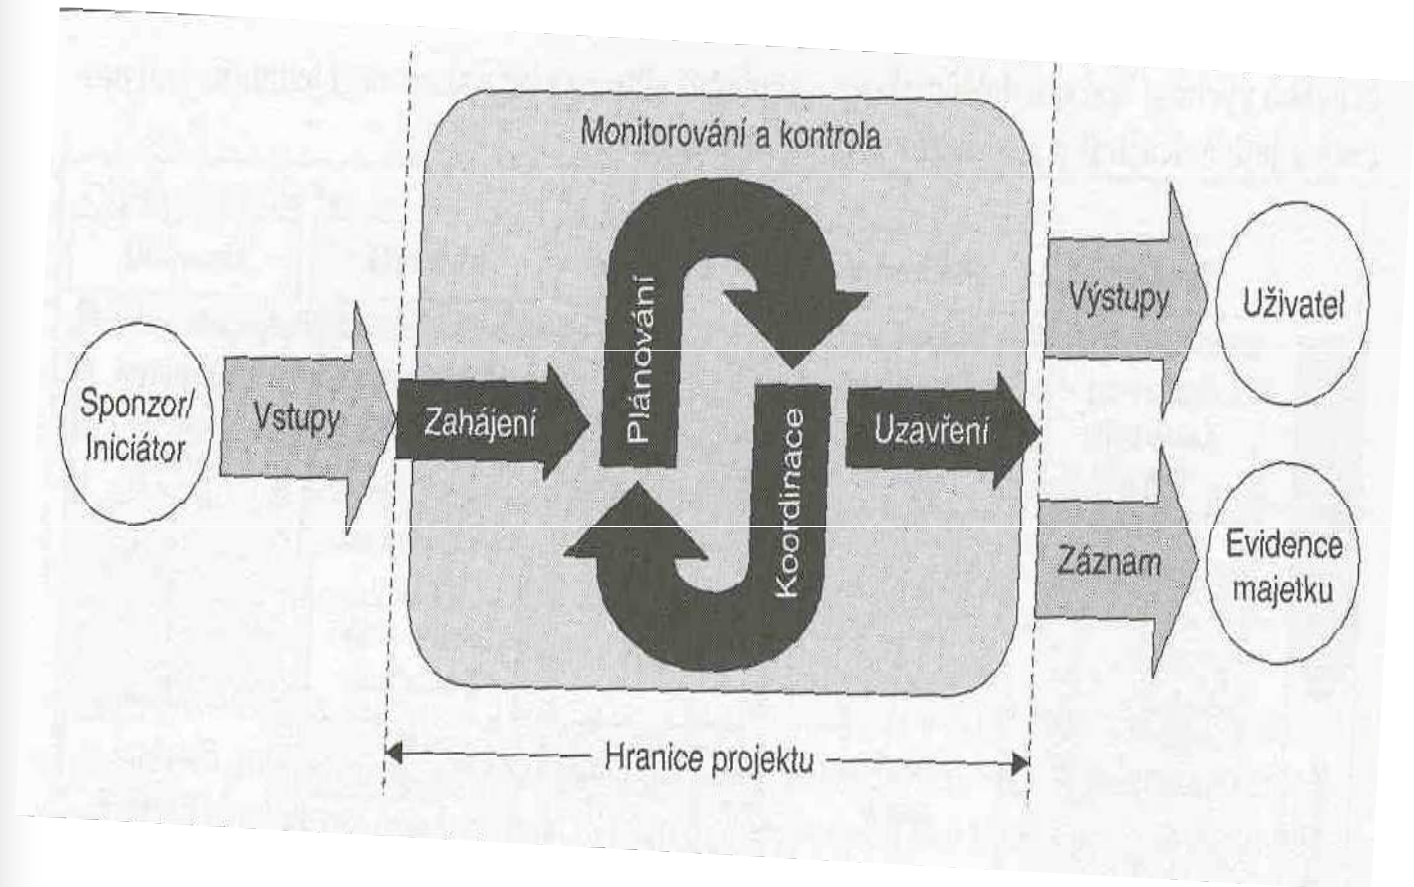 Monitorování a kontrola
Sponzor/
Iniciátor
Vstupy
Zahájení
Plánování
Koordinace
Uzavření
Výstupy
Uživatel
Záznam
Evidence
majetku
Hranice projektu